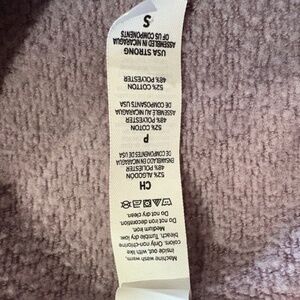 S
ASSEMBLED IN NICARAGUA
OF US COMPONENTS
USA STRONG
52% COTTON
48% POLYESTER
P
ASSEMBLE AU NICARAGUA
DE COMPOSANTS USA
52% COTON
48% POLYESTER
CH
ENSAMBLADO EN NICARAGUA
DE COMPONENTES DE USA
52% ALGODON
48% POLIESTER
Machine wash warm,
inside out, with like
colors. Only non-chlorine
bleach. Tumble dry low.
Medium iron.
Do not iron decoration.
Do not dry clean.